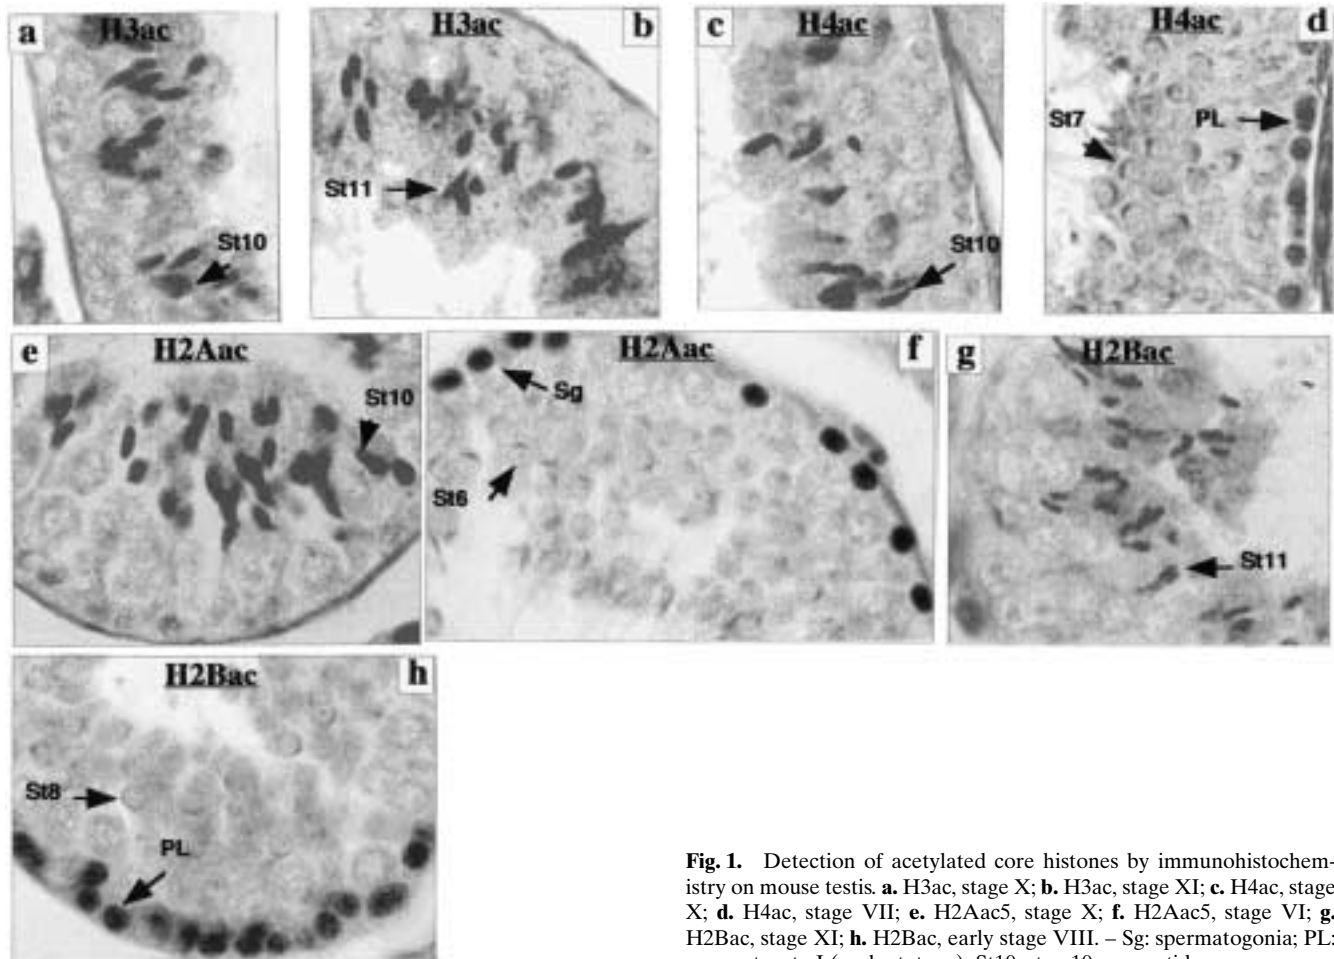 a H3ac
H3ac b
c H4ac
H4ac d
St10
St11
St10
St7 PL
e H2Aac
H2Aac f
g H2Bac
St10
Sg
St6
St11
H2Bac h
St8
PL
Fig. 1. Detection of acetylated core histones by immunohistochem-
istry on mouse testis. a. H3ac, stage X; b. H3ac, stage XI; c. H4ac, stage
X; d. H4ac, stage VII; e. H2Aac5, stage X; f. H2Aac5, stage VI; g.
H2Bac, stage XI; h. H2Bac, early stage VIII. – Sg: spermatogonia; PL: